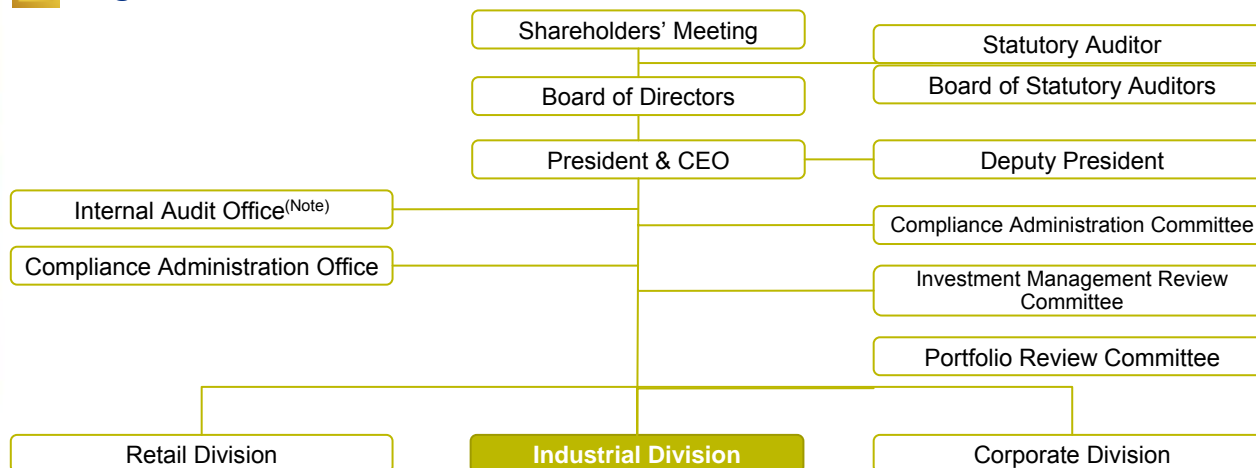 Shareholders' Meeting
Statutory Auditor
Board of Directors
Board of Statutory Auditors
President & CEO
Deputy President
Internal Audit Office(Note)
Compliance Administration Committee
Compliance Administration Office
Investment Management Review
Committee
Portfolio Review Committee
Retail Division
Industrial Division
Corporate Division